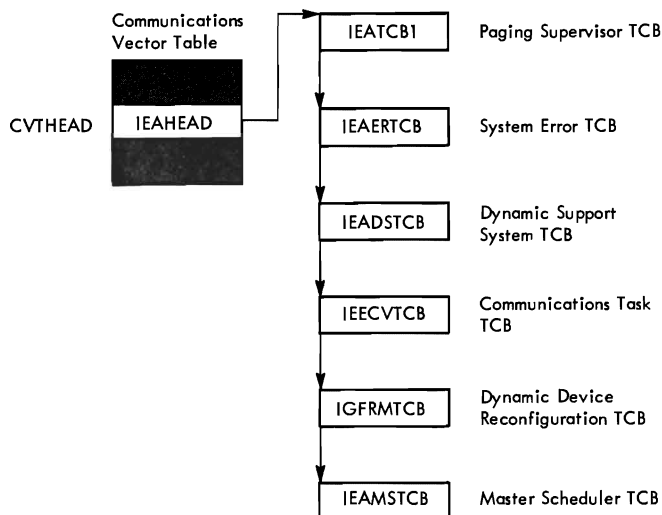 Communications
Vector Table
CVTHEAD
IEAHEAD
IEATCB1
Paging Supervisor TCB
IEAERTCB
System Error TCB
IEADSTCB
Dynamic Support
System TCB
IEECVTCB
Communications Task
TCB
IGFRMTCB
Dynamic Device
Reconfiguration TCB
IEAMSTCB
Master Scheduler TCB